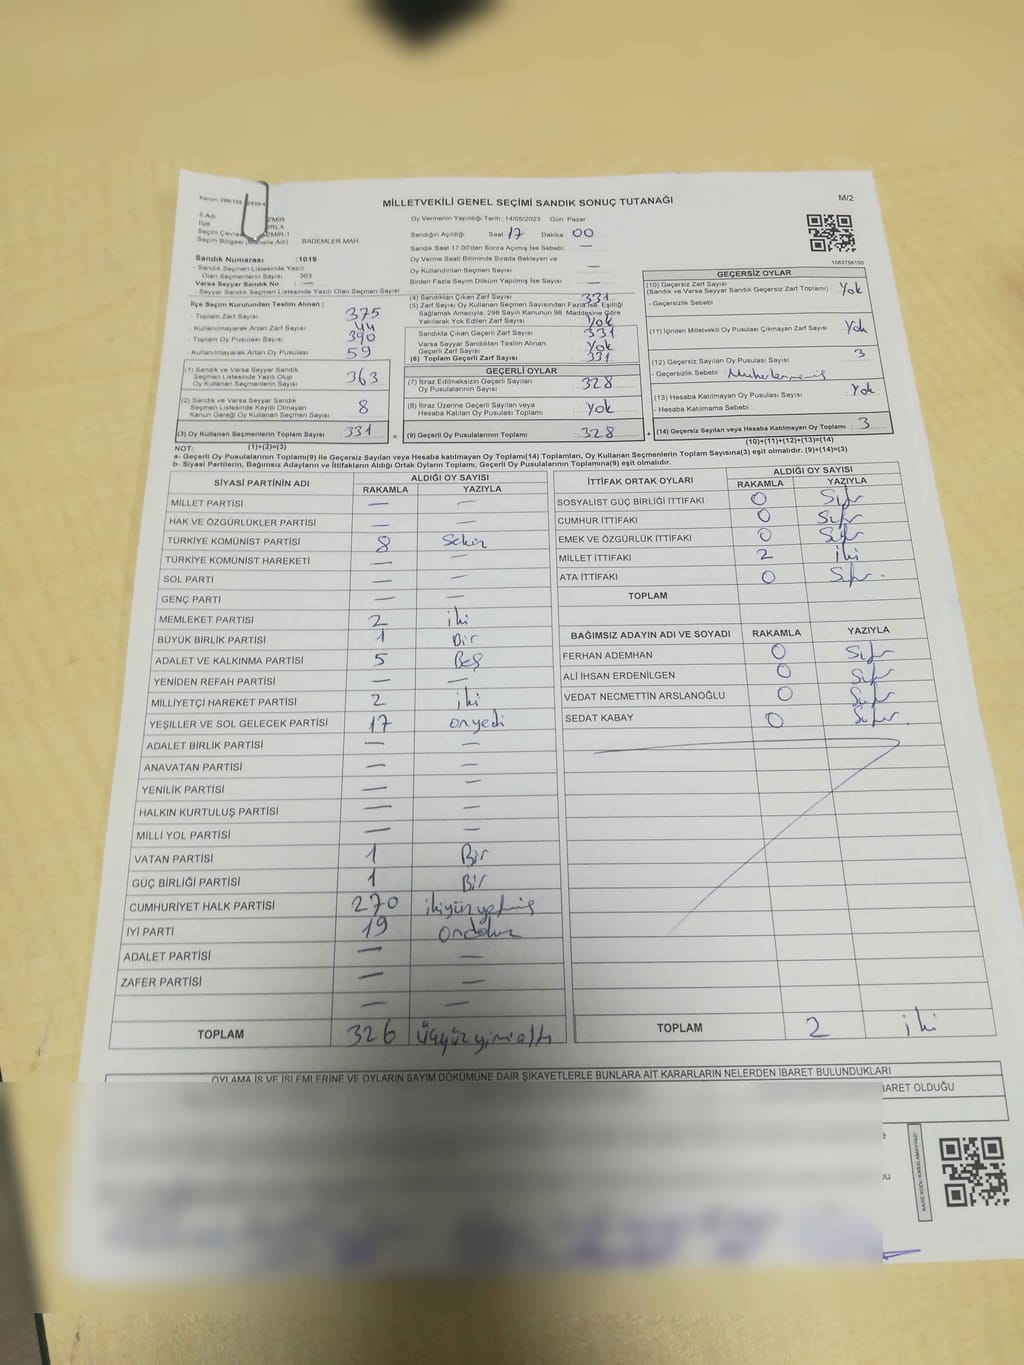 MİLLETVEKİLİ GENEL SEÇİMİ SANDIK SONUÇ TUTANAĞI
M/2
İl Adı İZMİR
İlçe URLA
Seçim Çevresi İZMİR-1
Seçim Bölgesi (Mahalle Adı) BADEMLER MAH.
Sandık Numarası :1019
- Sandık Seçmen Listesinde Yazılı Olan Seçmenlerin Sayısı 363
Varsa Seyyar Sandık No —
- Seyyar Sandık Seçmen Listesinde Yazılı Olan Seçmen Sayısı
Oy Vermenin Yapıldığı Tarih :14/05/2023 Gün Pazar
Sandığın Açıldığı Saat 17 Dakika 00
Sandık Saat 17:00'den Sonra Açımış İse Sebebi —
Oy Verme Saati Bitiminde Sırada Bekleyen ve
Oy Kullandırılan Seçmen Sayısı —
Birden Fazla Sayım Döküm Yapılmış İse Sayısı —
1083756100
İlçe Seçim Kurulundan Teslim Alınan ;
- Toplam Zarf Sayısı 375
- Kullanılmayarak Artan Zarf Sayısı 44
- Toplam Oy Pusulası Sayısı 390
- Kullanılmayarak Artan Oy Pusulası 59
(1) Sandık ve Varsa Seyyar Sandık Seçmen Listesinde Yazılı Olup Oy Kullanan Seçmenlerin Sayısı 363
(2) Sandık ve Varsa Seyyar Sandık Seçmen Listesinde Kayıtlı Olmayan Kanun Gereği Oy Kullanan Seçmen Sayısı 8
(3) Oy Kullanan Seçmenlerin Toplam Sayısı 331
(1)+(2)=(3)
(4) Sandıktan Çıkan Zarf Sayısı 331
(5) Zarf Sayısı Oy Kullanan Seçmen Sayısından Fazla İse, Eşitliği Sağlamak Amacıyla; 298 Sayılı Kanunun 98. Maddesine Göre Yakılarak Yok Edilen Zarf Sayısı Yok
Sandıkta Çıkan Geçerli Zarf Sayısı 331
Varsa Seyyar Sandıktan Teslim Alınan Geçerli Zarf Sayısı Yok
(6) Toplam Geçerli Zarf Sayısı 331
GEÇERLİ OYLAR
(7) İtiraz Edilmeksizin Geçerli Sayılan Oy Pusulalarının Sayısı 328
(8) İtiraz Üzerine Geçerli Sayılan veya Hesaba Katılan Oy Pusulası Toplamı Yok
= (9) Geçerli Oy Pusulalarının Toplamı 328
GEÇERSİZ OYLAR
(10) Geçersiz Zarf Sayısı (Sandık ve Varsa Seyyar Sandık Geçersiz Zarf Toplamı) Yok
- Geçersizlik Sebebi :
(11) İçinden Milletvekili Oy Pusulası Çıkmayan Zarf Sayısı Yok
(12) Geçersiz Sayılan Oy Pusulası Sayısı 3
- Geçersizlik Sebebi : Mühürlenmemiş
(13) Hesaba Katılmayan Oy Pusulası Sayısı Yok
- Hesaba Katılmama Sebebi :
+ (14) Geçersiz Sayılan veya Hesaba Katılmayan Oy Toplamı : 3
(10)+(11)+(12)+(13)=(14)
NOT:
a- Geçerli Oy Pusulasının Toplamı(9) ile Geçersiz Sayılan veya Hesaba katılmayan Oy Toplamı(14) Toplamları, Oy Kullanan Seçmenlerin Toplam Sayısına(3) eşit olmalıdır. (9)+(14)=(3)
b- Siyasi Partilerin, Bağımsız Adayların ve İttifakların Aldığı Ortak Oyların Toplamı, Geçerli Oy Pusulalarının Toplamına(9) eşit olmalıdır.
SİYASİ PARTİNİN ADI ALDIĞI OY SAYISI
RAKAMLA YAZIYLA
MİLLET PARTİSİ — —
HAK VE ÖZGÜRLÜKLER PARTİSİ — —
TÜRKİYE KOMÜNİST PARTİSİ 8 Sekiz
TÜRKİYE KOMÜNİST HAREKETİ — —
SOL PARTİ — —
GENÇ PARTİ — —
MEMLEKET PARTİSİ 2 iki
BÜYÜK BİRLİK PARTİSİ 1 Bir
ADALET VE KALKINMA PARTİSİ 5 Beş
YENİDEN REFAH PARTİSİ — —
MİLLİYETÇİ HAREKET PARTİSİ 2 iki
YEŞİLLER VE SOL GELECEK PARTİSİ 17 onyedi
ADALET BİRLİK PARTİSİ — —
ANAVATAN PARTİSİ — —
YENİLİK PARTİSİ — —
HALKIN KURTULUŞ PARTİSİ — —
MİLLİ YOL PARTİSİ — —
VATAN PARTİSİ 1 Bir
GÜÇ BİRLİĞİ PARTİSİ 1 Bir
CUMHURİYET HALK PARTİSİ 270 ikiyüzyetmiş
İYİ PARTİ 19 ondokuz
ADALET PARTİSİ — —
ZAFER PARTİSİ — —
— —
TOPLAM 326 üçyüzyirmialtı
İTTİFAK ORTAK OYLARI ALDIĞI OY SAYISI
RAKAMLA YAZIYLA
SOSYALİST GÜÇ BİRLİĞİ İTTİFAKI 0 Sıfır
CUMHUR İTTİFAKI 0 Sıfır
EMEK VE ÖZGÜRLÜK İTTİFAKI 0 Sıfır
MİLLET İTTİFAKI 2 iki
ATA İTTİFAKI 0 Sıfır.
TOPLAM
BAĞIMSIZ ADAYIN ADI VE SOYADI RAKAMLA YAZIYLA
FERHAN ADEMHAN 0 Sıfır
ALİ İHSAN ERDENİLGEN 0 Sıfır
VEDAT NECMETTİN ARSLANOĞLU 0 Sıfır
SEDAT KABAY 0 Sıfır.
TOPLAM 2 iki
OYLAMA İŞ VE İŞLEMLERİNE VE OYLARIN SAYIM DÖKÜMÜNE DAİR ŞİKAYETLERLE BUNLARA AİT KARARLARIN NELERDEN İBARET BULUNDUKLARI
BARET OLDUĞU